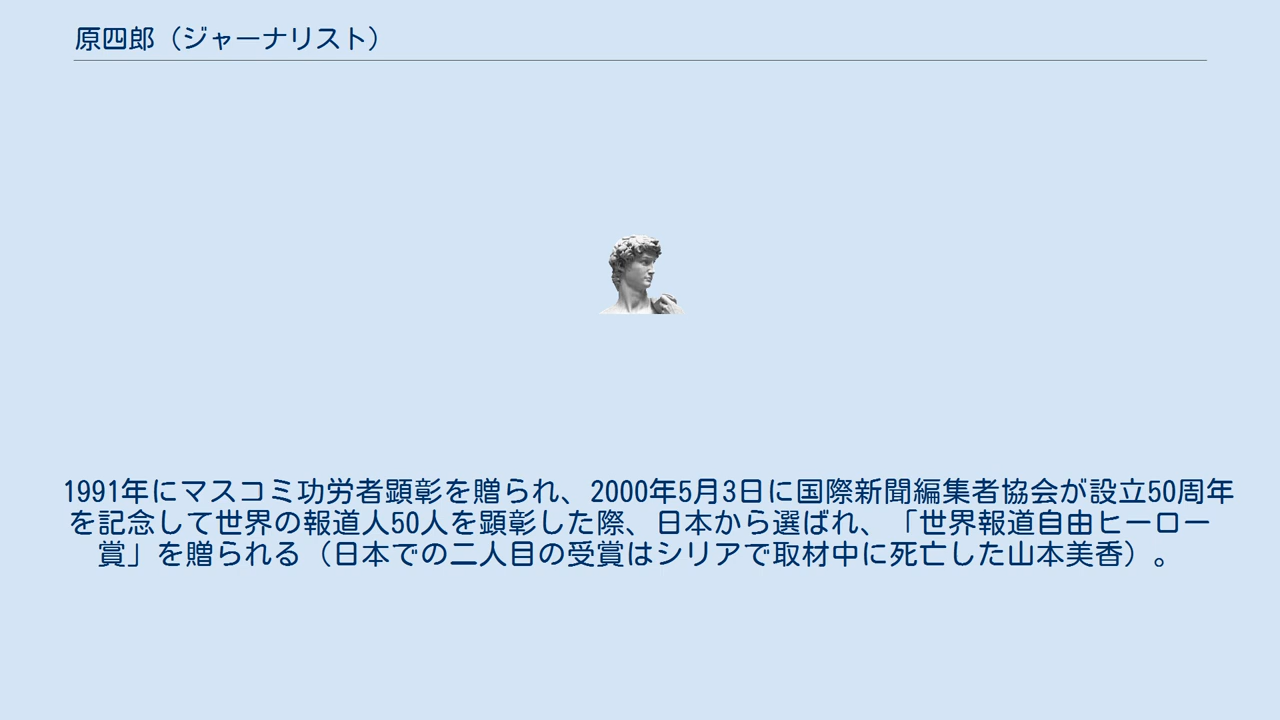 原四郎（ジャーナリスト）
1991年にマスコミ功労者顕彰を贈られ、2000年5月3日に国際新聞編集者協会が設立50周年
を記念して世界の報道人50人を顕彰した際、日本から選ばれ、「世界報道自由ヒーロー
賞」を贈られる（日本での二人目の受賞はシリアで取材中に死亡した山本美香）。